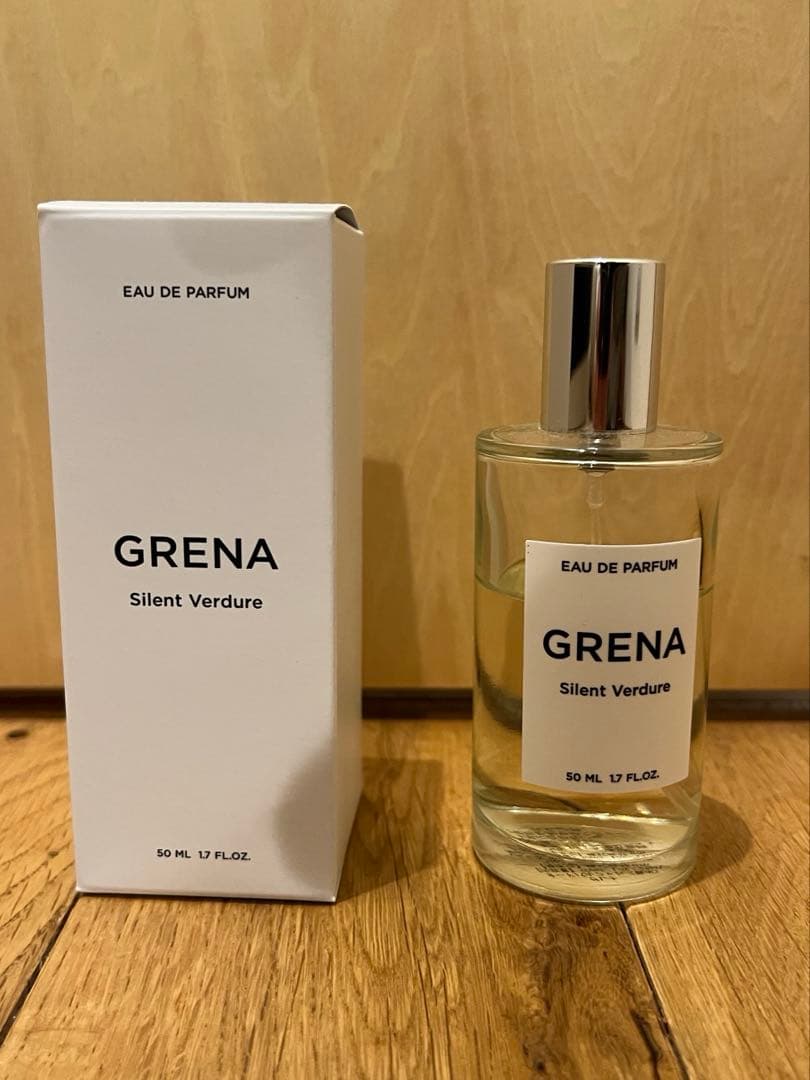 EAU DE PARFUM
GRENA
Silent Verdure
50 ML 1.7 FL.OZ.
EAU DE PARFUM
GRENA
Silent Verdure
50 ML 1.7 FL.OZ.